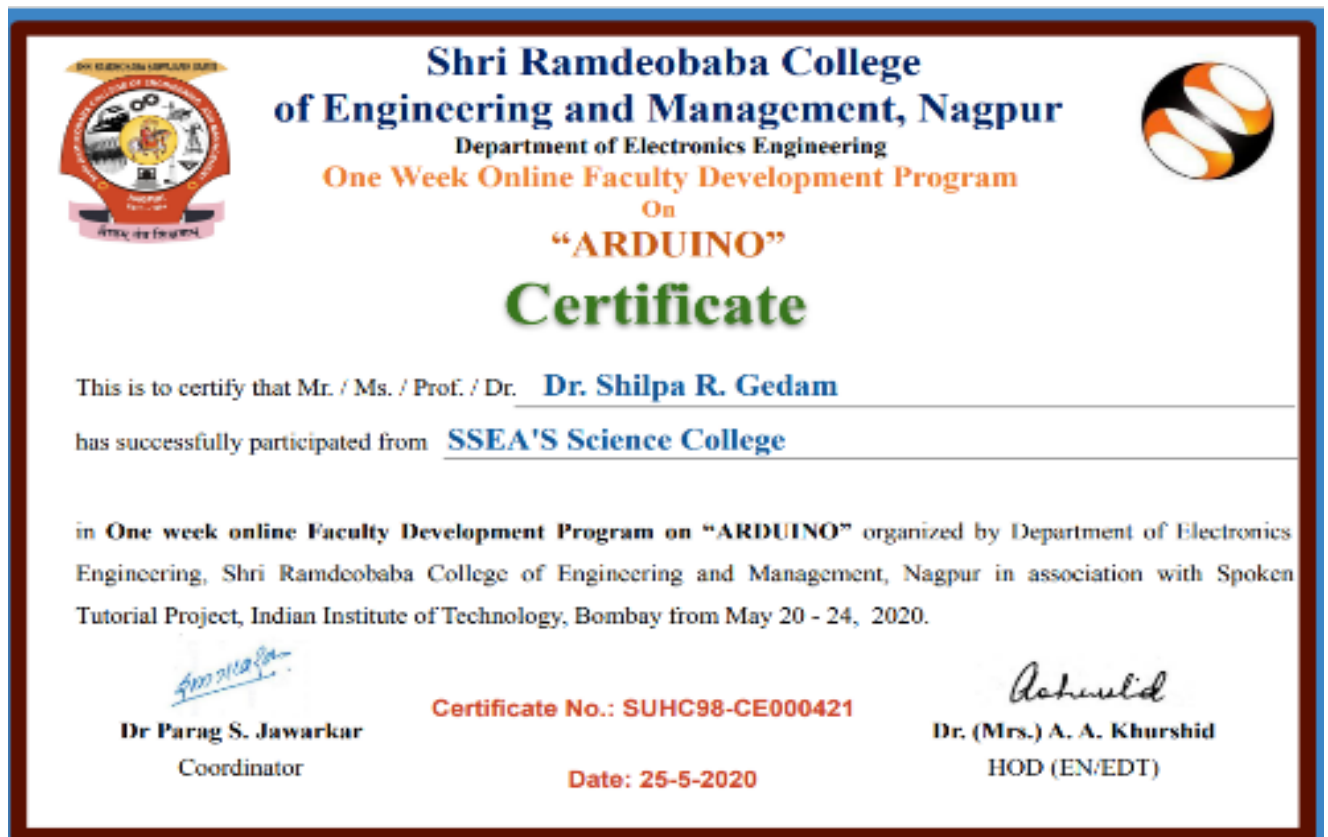 Shri Ramdeobaba College
of Engineering and Management, Nagpur
Department of Electronics Engineering
One Week Online Faculty Development Program
On
“ARDUINO”
Certificate
This is to certify that Mr. / Ms. / Prof. / Dr. Dr. Shilpa R. Gedam
has successfully participated from SSEA'S Science College
in One week online Faculty Development Program on “ARDUINO” organized by Department of Electronics
Engineering, Shri Ramdeobaba College of Engineering and Management, Nagpur in association with Spoken
Tutorial Project, Indian Institute of Technology, Bombay from May 20 - 24, 2020.
Certificate No.: SUHC98-CE000421
Dr Parag S. Jawarkar
Dr. (Mrs.) A. A. Khurshid
Coordinator
HOD (EN/EDT)
Date: 25-5-2020